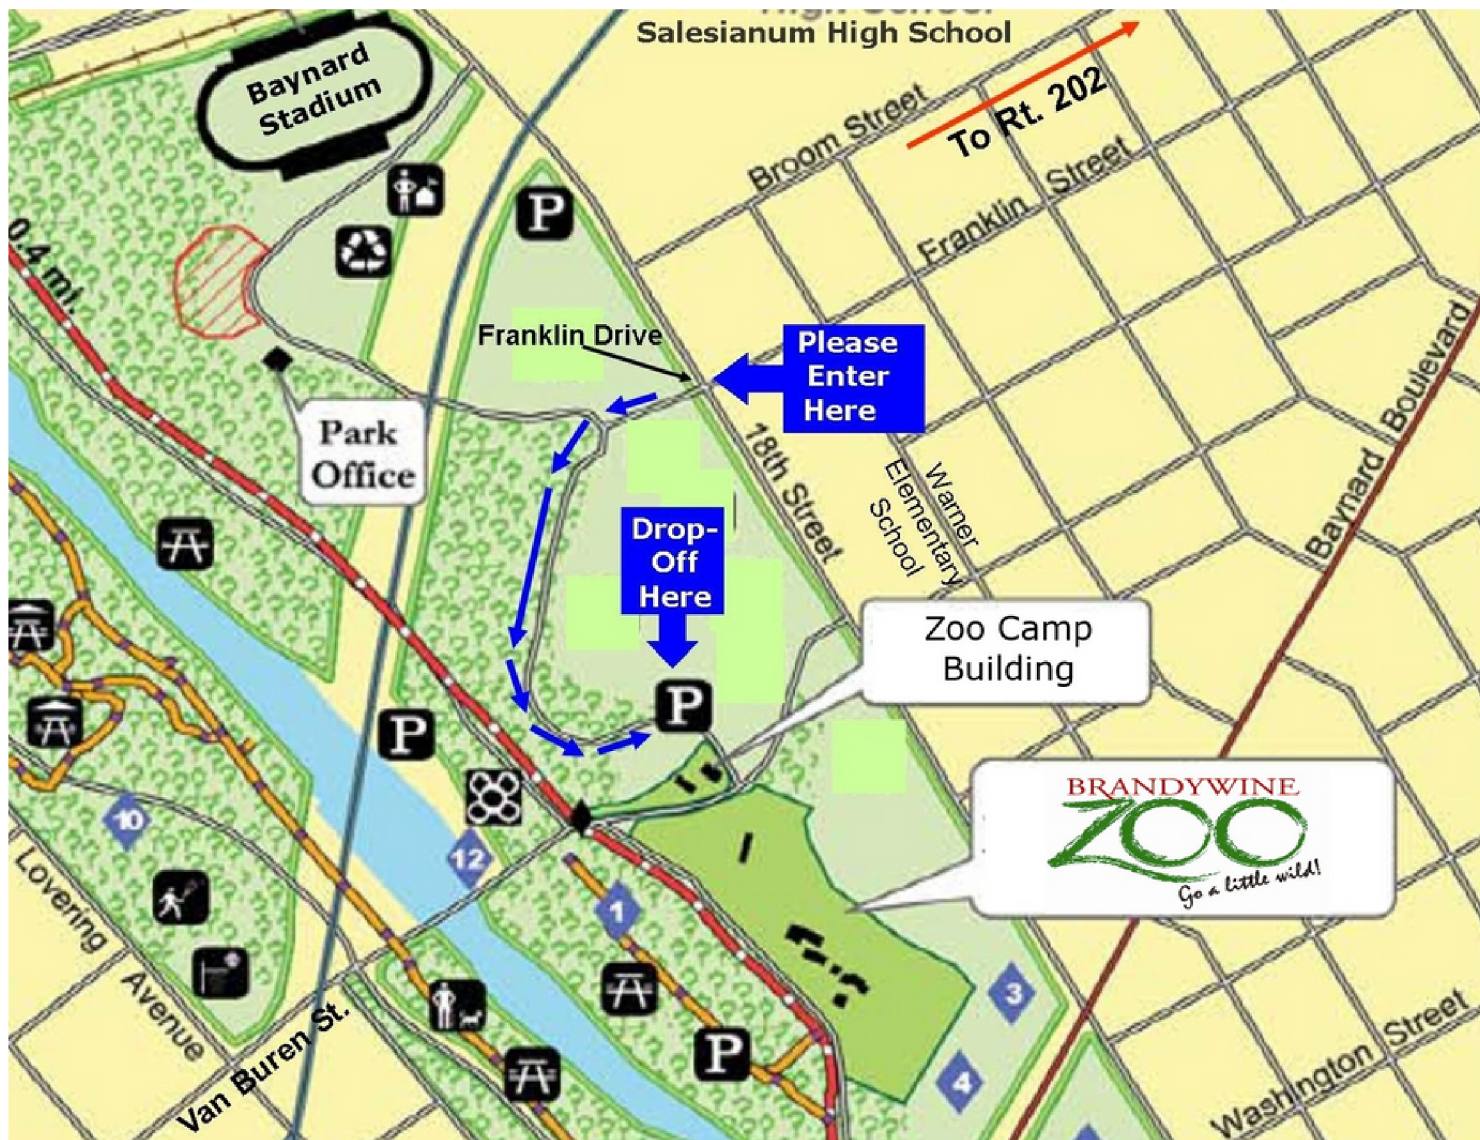 High School
Salesianum High School
Baynard
Stadium
To Rt. 202
Broom Street
Franklin Street
P
0.4 mi.
Franklin Drive
Please
Enter
Here
Park
Office
18th Street
Warner
Elementary
School
Baynard Boulevard
Drop-
Off
Here
Zoo Camp
Building
P
P
BRANDYWINE
ZOO
Go a little wild!
10
12
1
3
4
P
Lovering Avenue
Van Buren St.
Washington Street